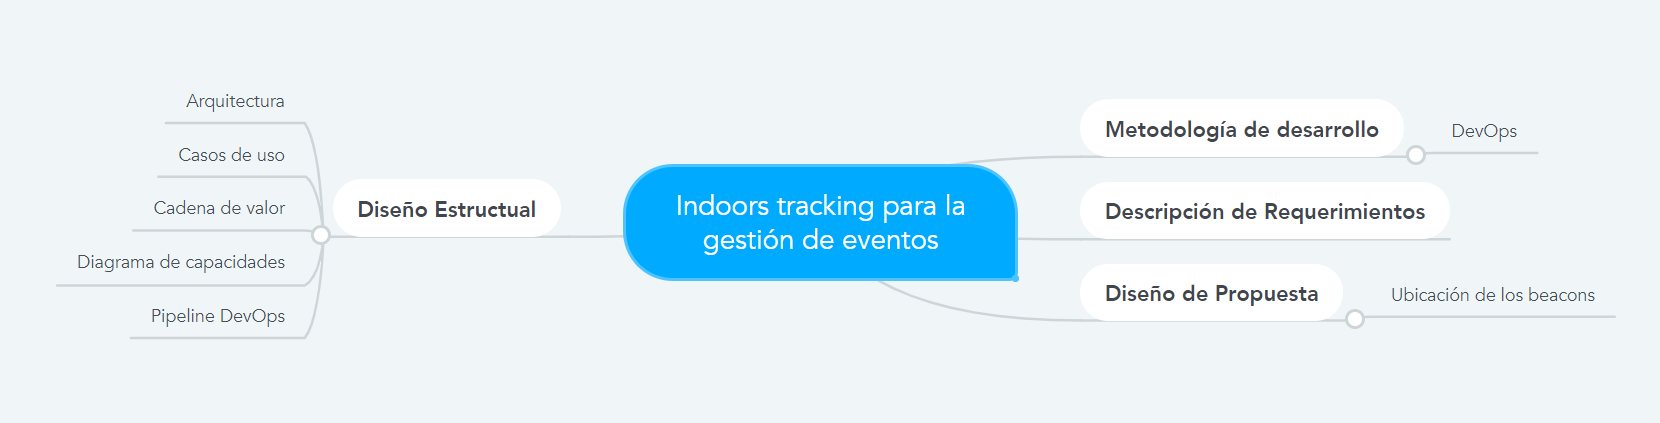 Arquitectura
Casos de uso
Cadena de valor
Diagrama de capacidades
Pipeline DevOps
Diseño Estructual
Indoors tracking para la
gestión de eventos
Metodología de desarrollo
DevOps
Descripción de Requerimientos
Diseño de Propuesta
Ubicación de los beacons